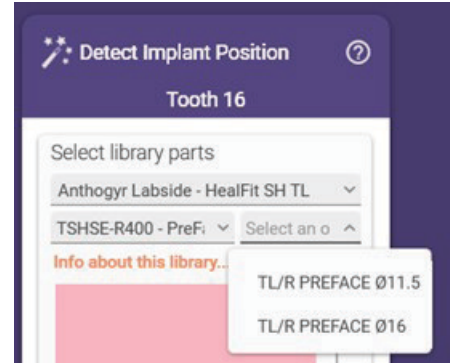 Detect Implant Position
Tooth 16
Select library parts
Anthogyr Labside - HealFit SH TL
TSHSE-R400 - PreF
Select an o
Info about this library...
TL/R PREFACE Ø11.5
TL/R PREFACE Ø16